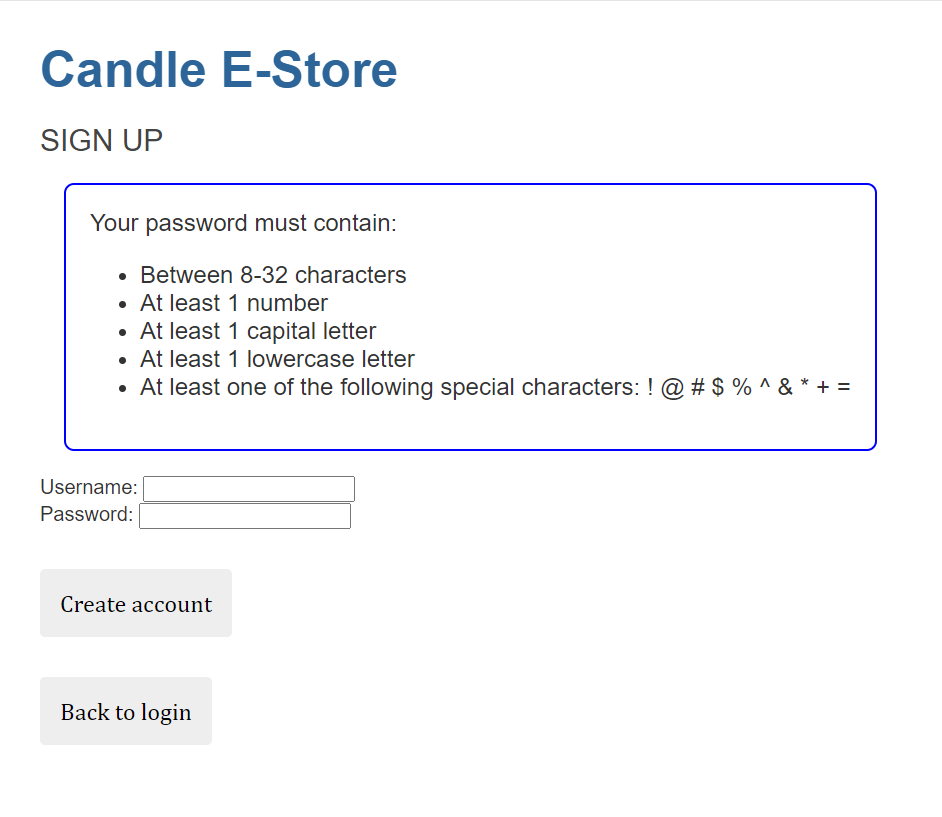 Candle E-Store
SIGN UP
Your password must contain:
Between 8-32 characters
At least 1 number
At least 1 capital letter
At least 1 lowercase letter
At least one of the following special characters: ! @ # $ % ^ & * + =
Username:
Password:
Create account
Back to login